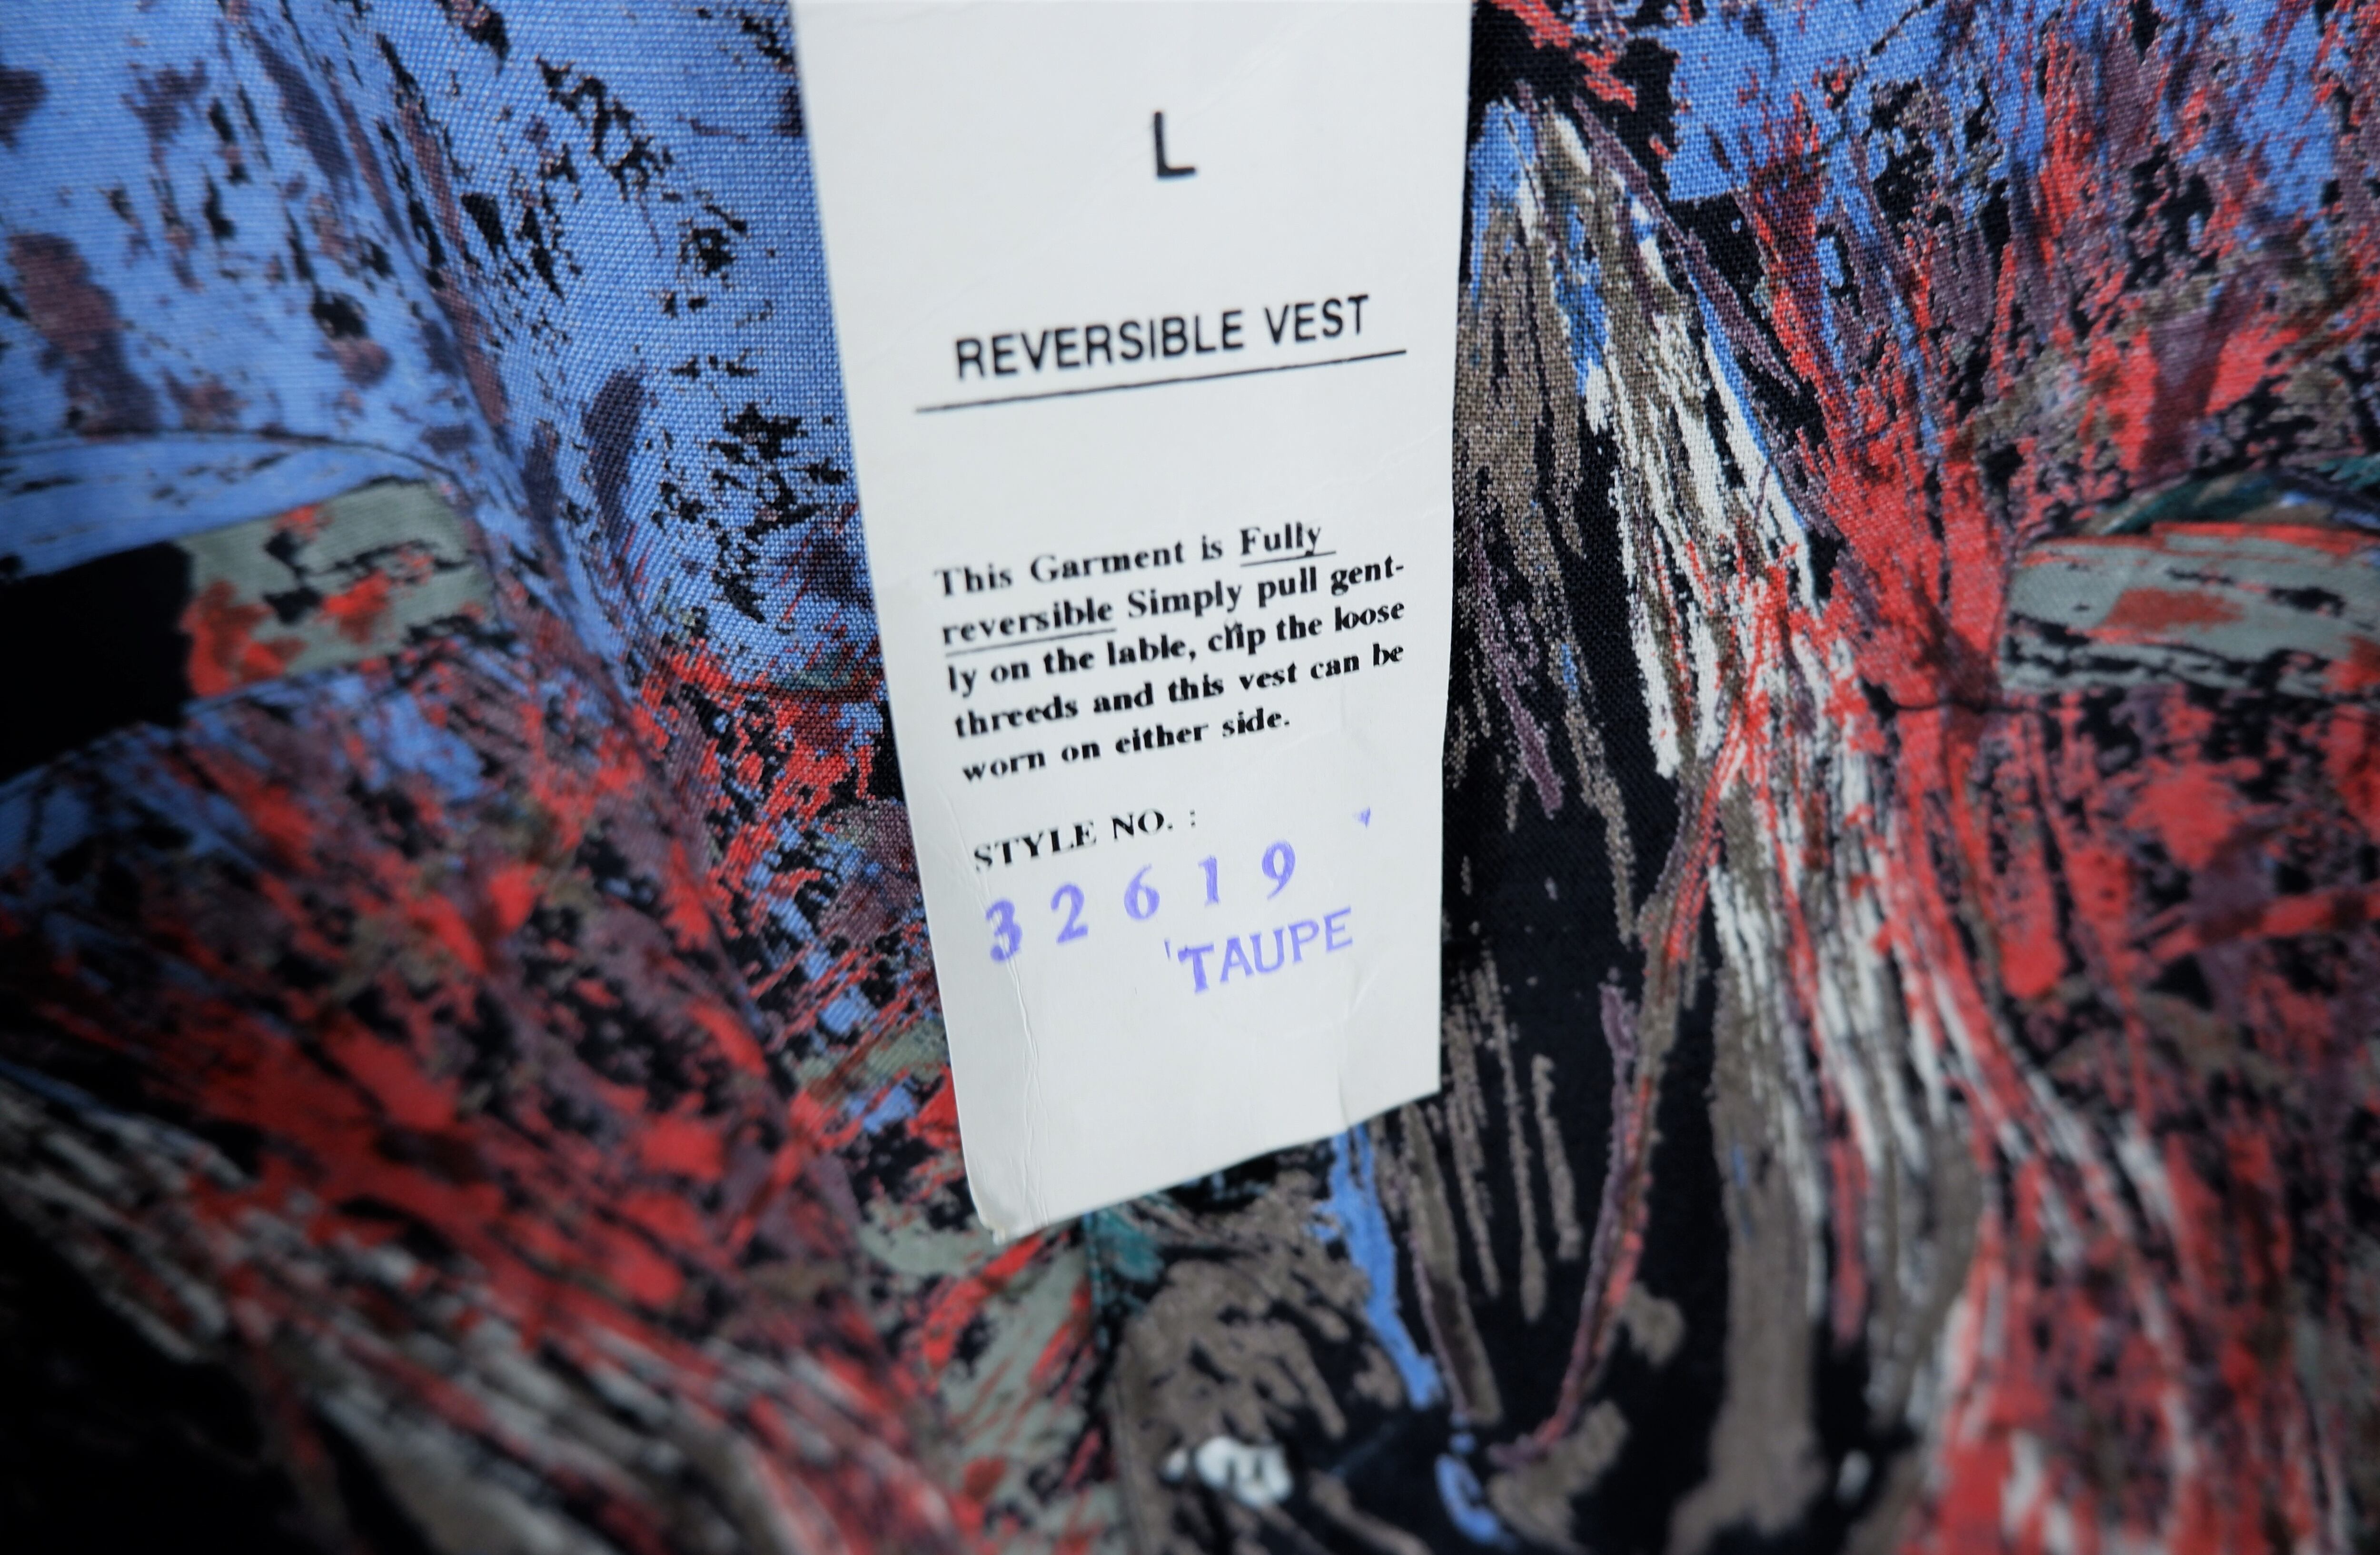 L
REVERSIBLE VEST
This Garment is Fully
reversible Simply pull gent-
ly on the lable, clip the loose
threeds and this vest can be
worn on either side.
STYLE NO. :
32619
TAUPE